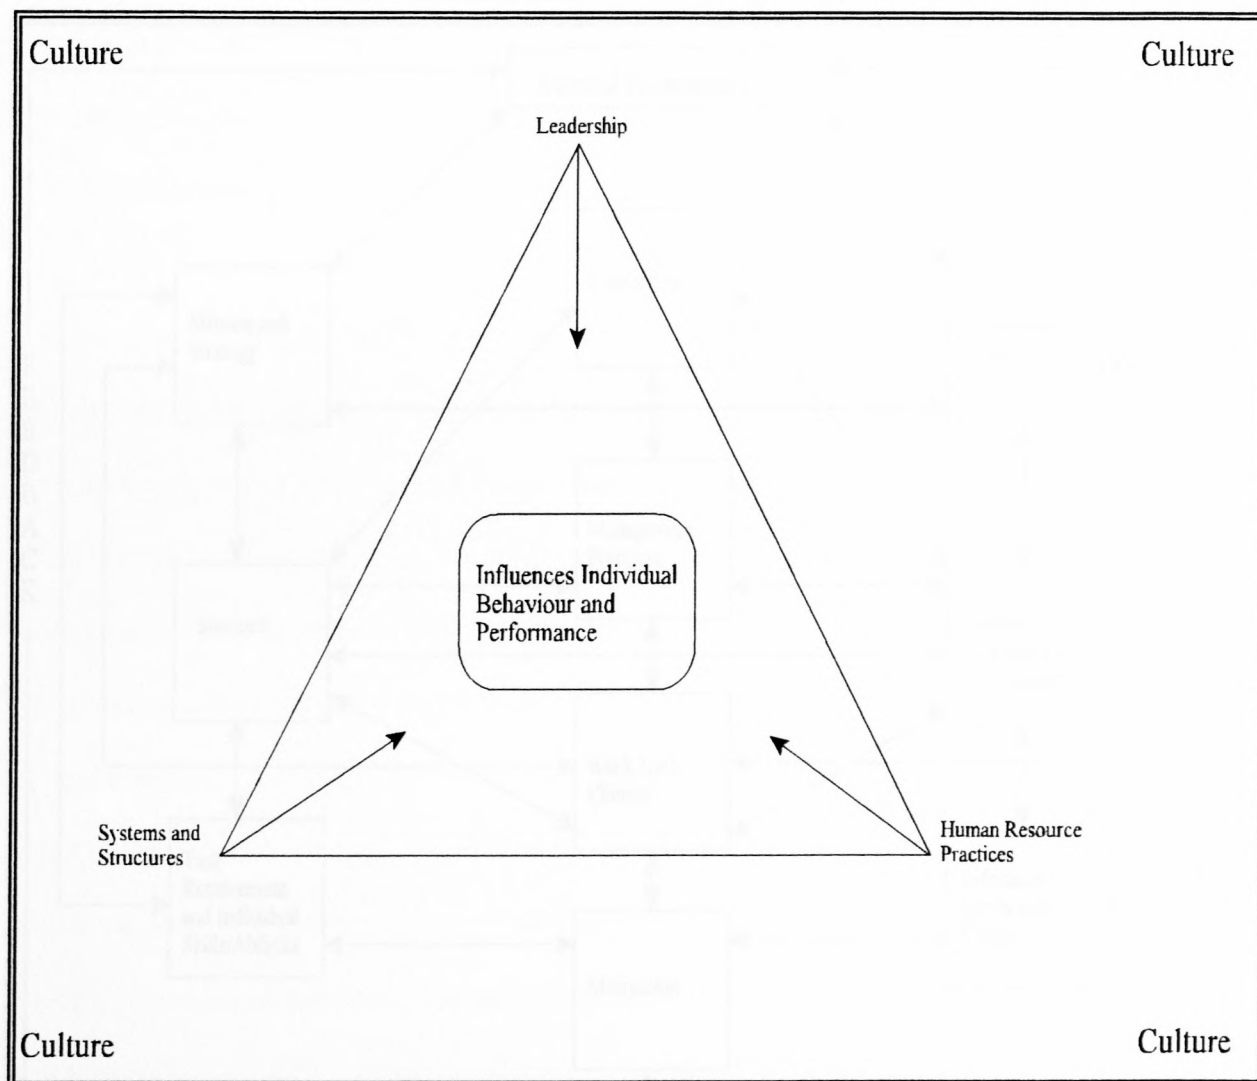 Culture
Culture
Leadership
Influences Individual
Behaviour and
Performance
Systems and
Structures
Human Resource
Practices
Culture
Culture